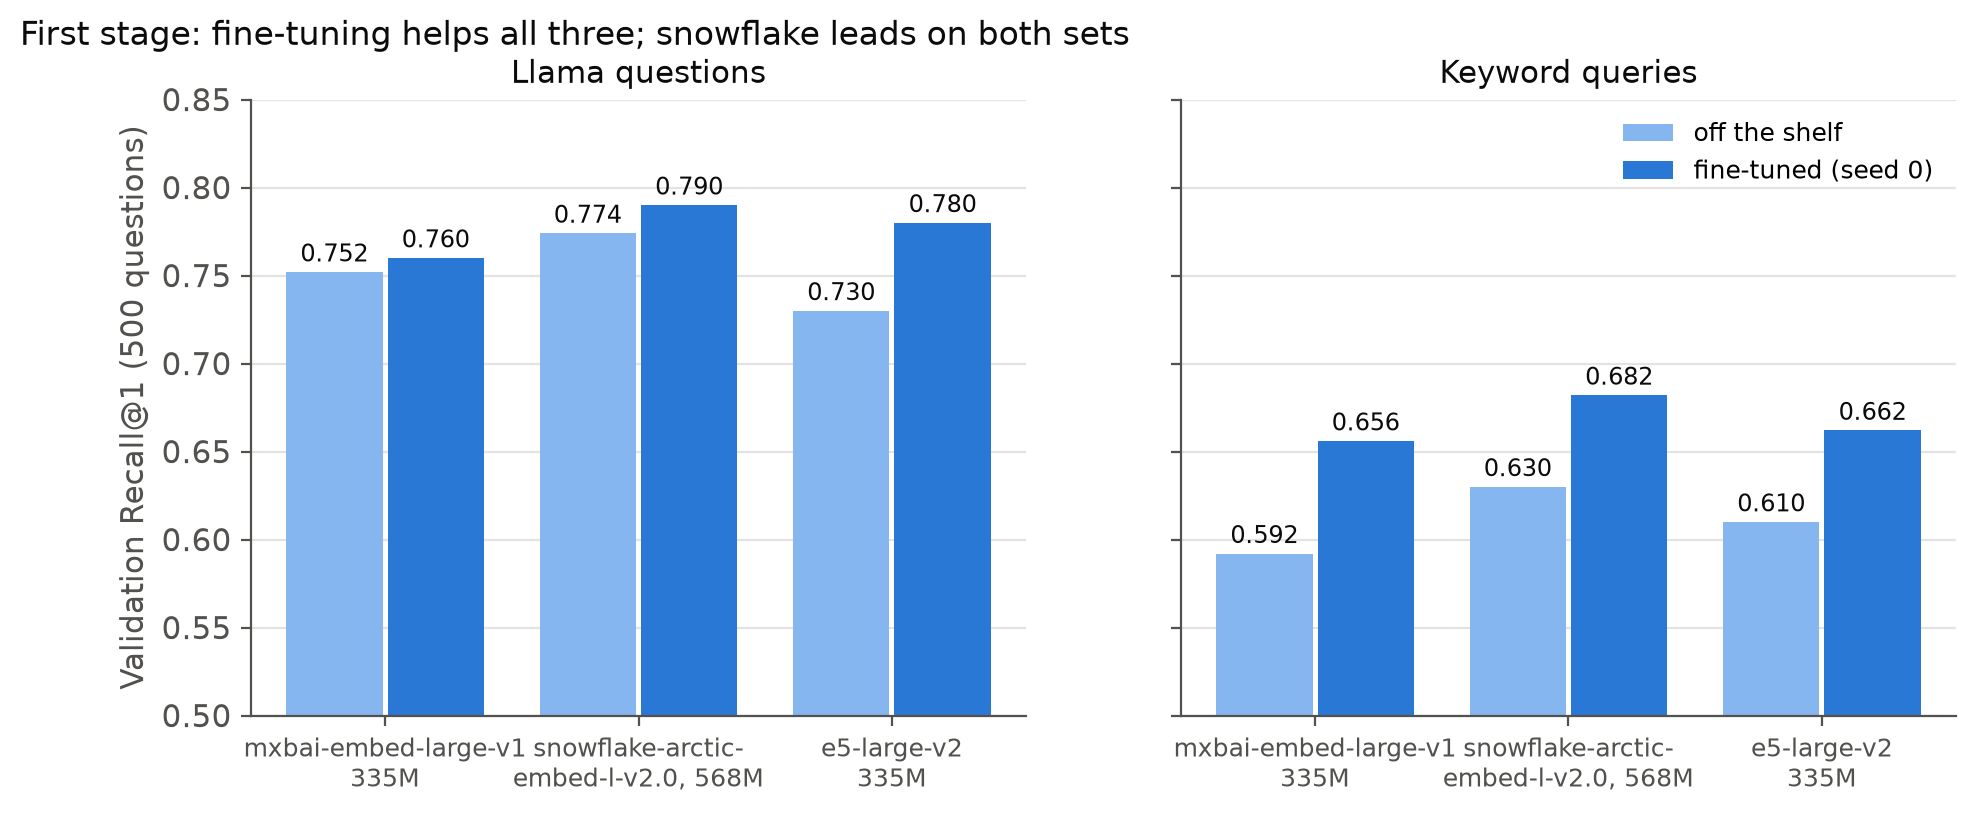 First stage: fine-tuning helps all three; snowflake leads on both sets
Llama questions
Validation Recall@1 (500 questions)
0.85
0.80
0.75
0.70
0.65
0.60
0.55
0.50
0.752
0.760
0.774
0.790
0.730
0.780
mxbai-embed-large-v1
335M
snowflake-arctic-
embed-l-v2.0, 568M
e5-large-v2
335M
Keyword queries
off the shelf
fine-tuned (seed 0)
0.592
0.656
0.630
0.682
0.610
0.662
mxbai-embed-large-v1
335M
snowflake-arctic-
embed-l-v2.0, 568M
e5-large-v2
335M